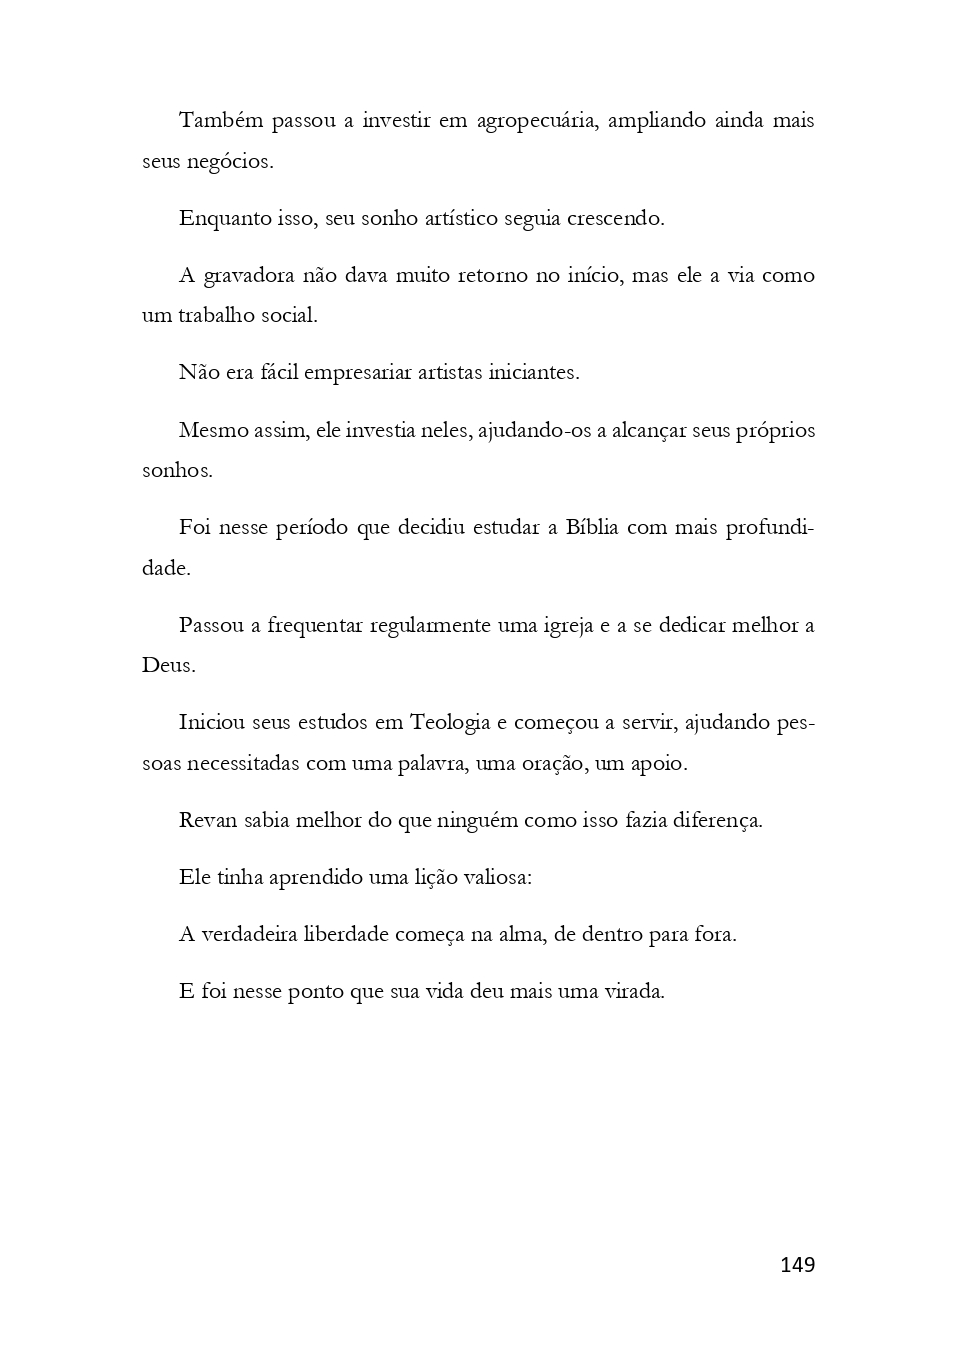 Também passou a investir em agropecuária, ampliando ainda mais
seus negócios.
Enquanto isso, seu sonho artístico seguia crescendo.
A gravadora não dava muito retorno no início, mas ele a via como
um trabalho social.
Não era fácil empresariar artistas iniciantes.
Mesmo assim, ele investia neles, ajudando-os a alcançar seus próprios
sonhos.
Foi nesse período que decidiu estudar a Bíblia com mais profundi-
dade.
Passou a frequentar regularmente uma igreja e a se dedicar melhor a
Deus.
Iniciou seus estudos em Teologia e começou a servir, ajudando pes-
soas necessitadas com uma palavra, uma oração, um apoio.
Revan sabia melhor do que ninguém como isso fazia diferença.
Ele tinha aprendido uma lição valiosa:
A verdadeira liberdade começa na alma, de dentro para fora.
E foi nesse ponto que sua vida deu mais uma virada.
149